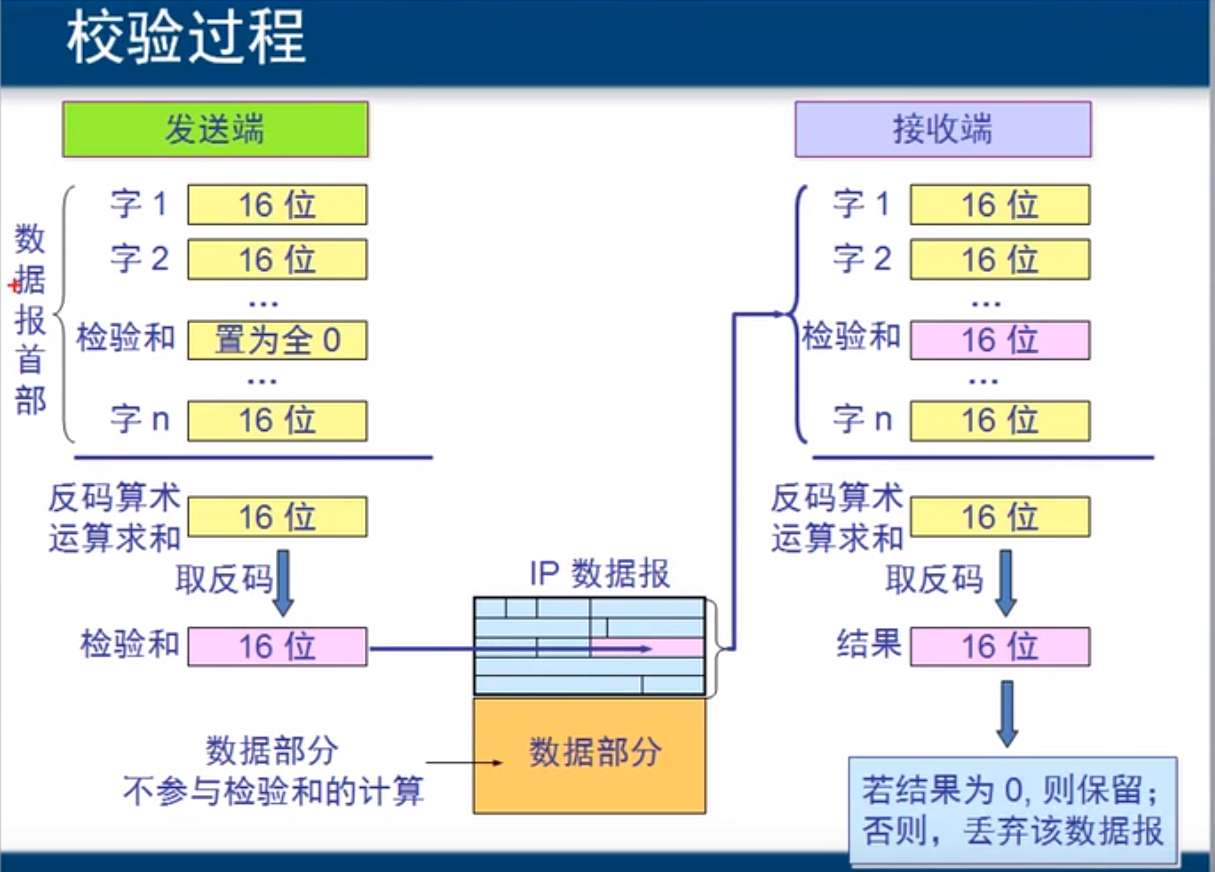 校验过程
发送端
字 1
16 位
字 2
16 位
...
检验和
置为全 0
...
字 n
16 位
数据报首部
反码算术
运算求和
16 位
取反码
检验和
16 位
数据部分
不参与检验和的计算
IP 数据报
数据部分
接收端
字 1
16 位
字 2
16 位
...
检验和
16 位
...
字 n
16 位
反码算术
运算求和
16 位
取反码
结果
16 位
若结果为 0, 则保留；
否则，丢弃该数据报